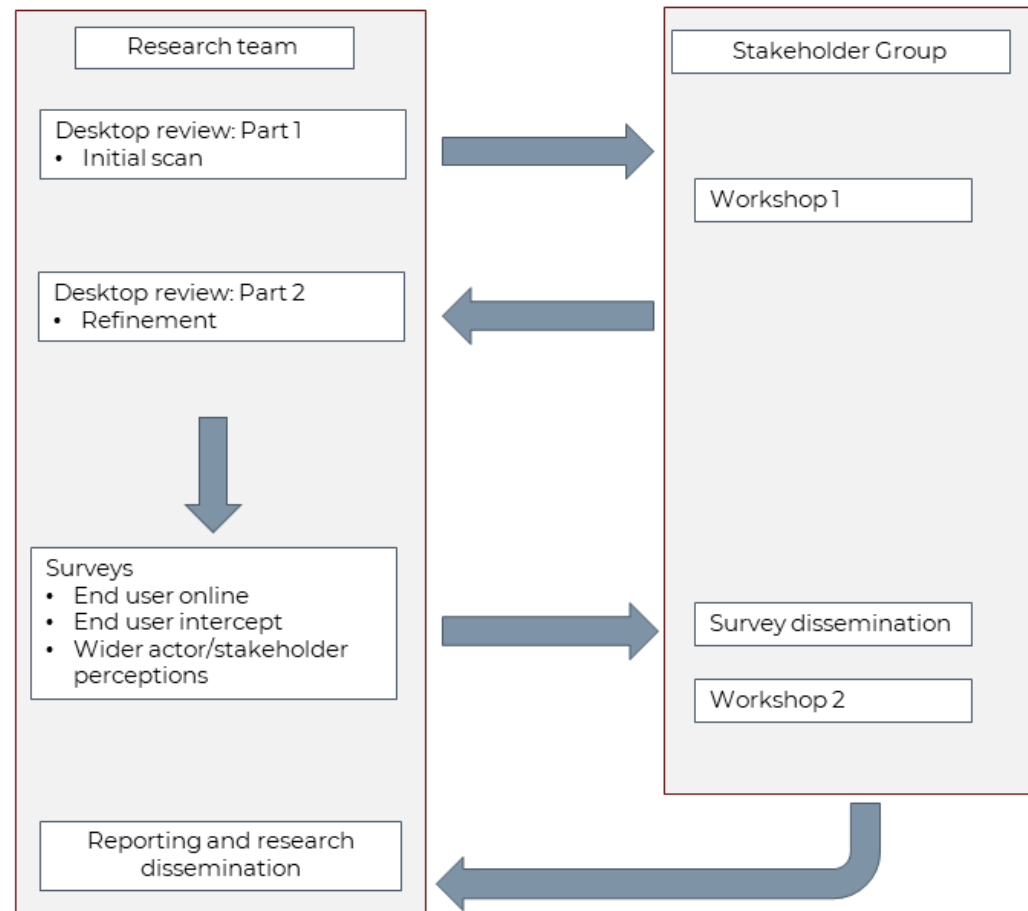 Research team
Desktop review: Part 1
• Initial scan
Desktop review: Part 2
• Refinement
Surveys
• End user online
• End user intercept
• Wider actor/stakeholder
perceptions
Reporting and research
dissemination
Stakeholder Group
Workshop 1
Survey dissemination
Workshop 2